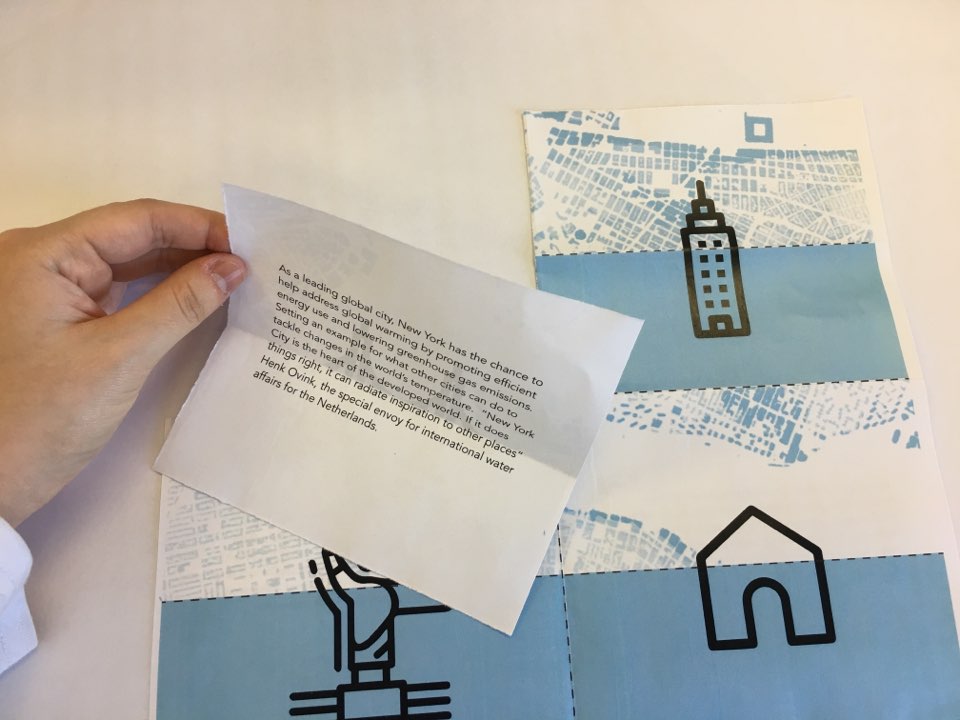 As a leading global city, New York has the chance to
help address global warming by promoting efficient
energy use and lowering greenhouse gas emissions.
Setting an example for what other cities can do to
tackle changes in the world's temperature. "New York
City is the heart of the developed world. If it does
things right, it can radiate inspiration to other places"
Henk Ovink, the special envoy for international water
affairs for the Netherlands.